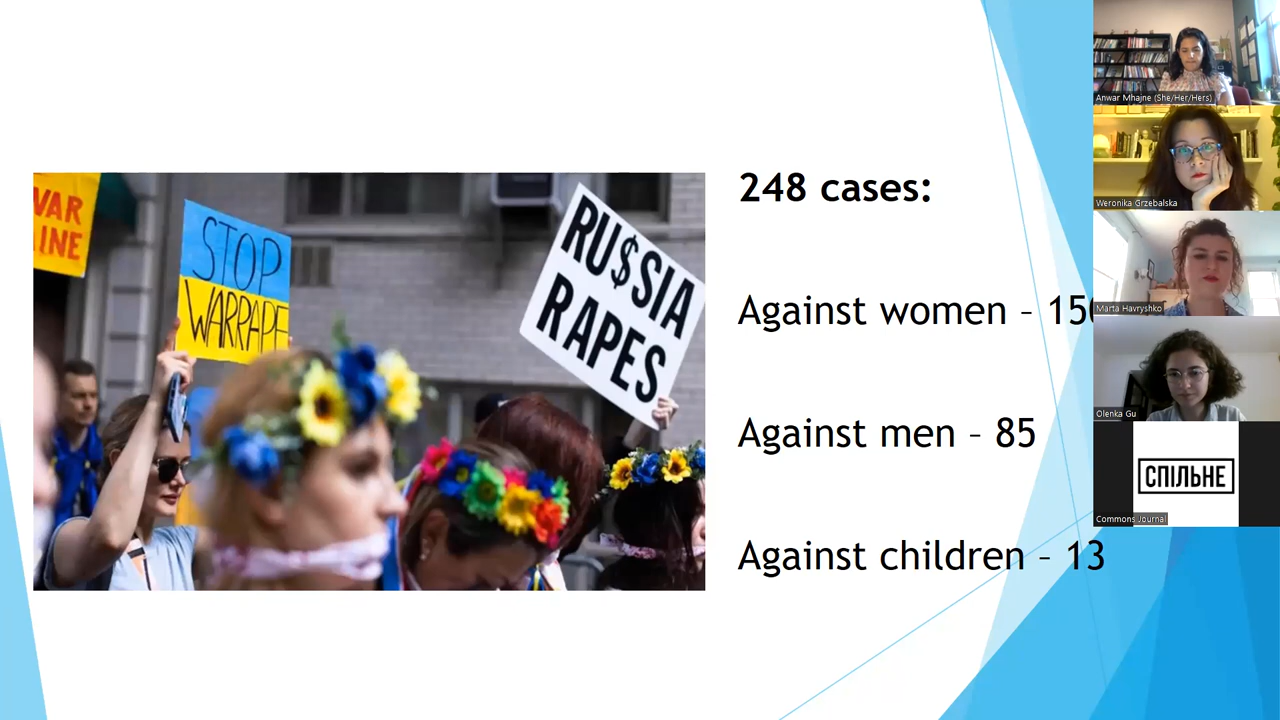 WAR
INE
STOP
WARRAPE
RU$SIA
RAPES
248 cases:
Against women – 150
Against men – 85
Against children – 13
Anwar Mhajne (She/Her/Hers)
Weronika Grzebalska
Marta Havryshko
Olenka Gu
СПІЛЬНЕ
Commons Journal